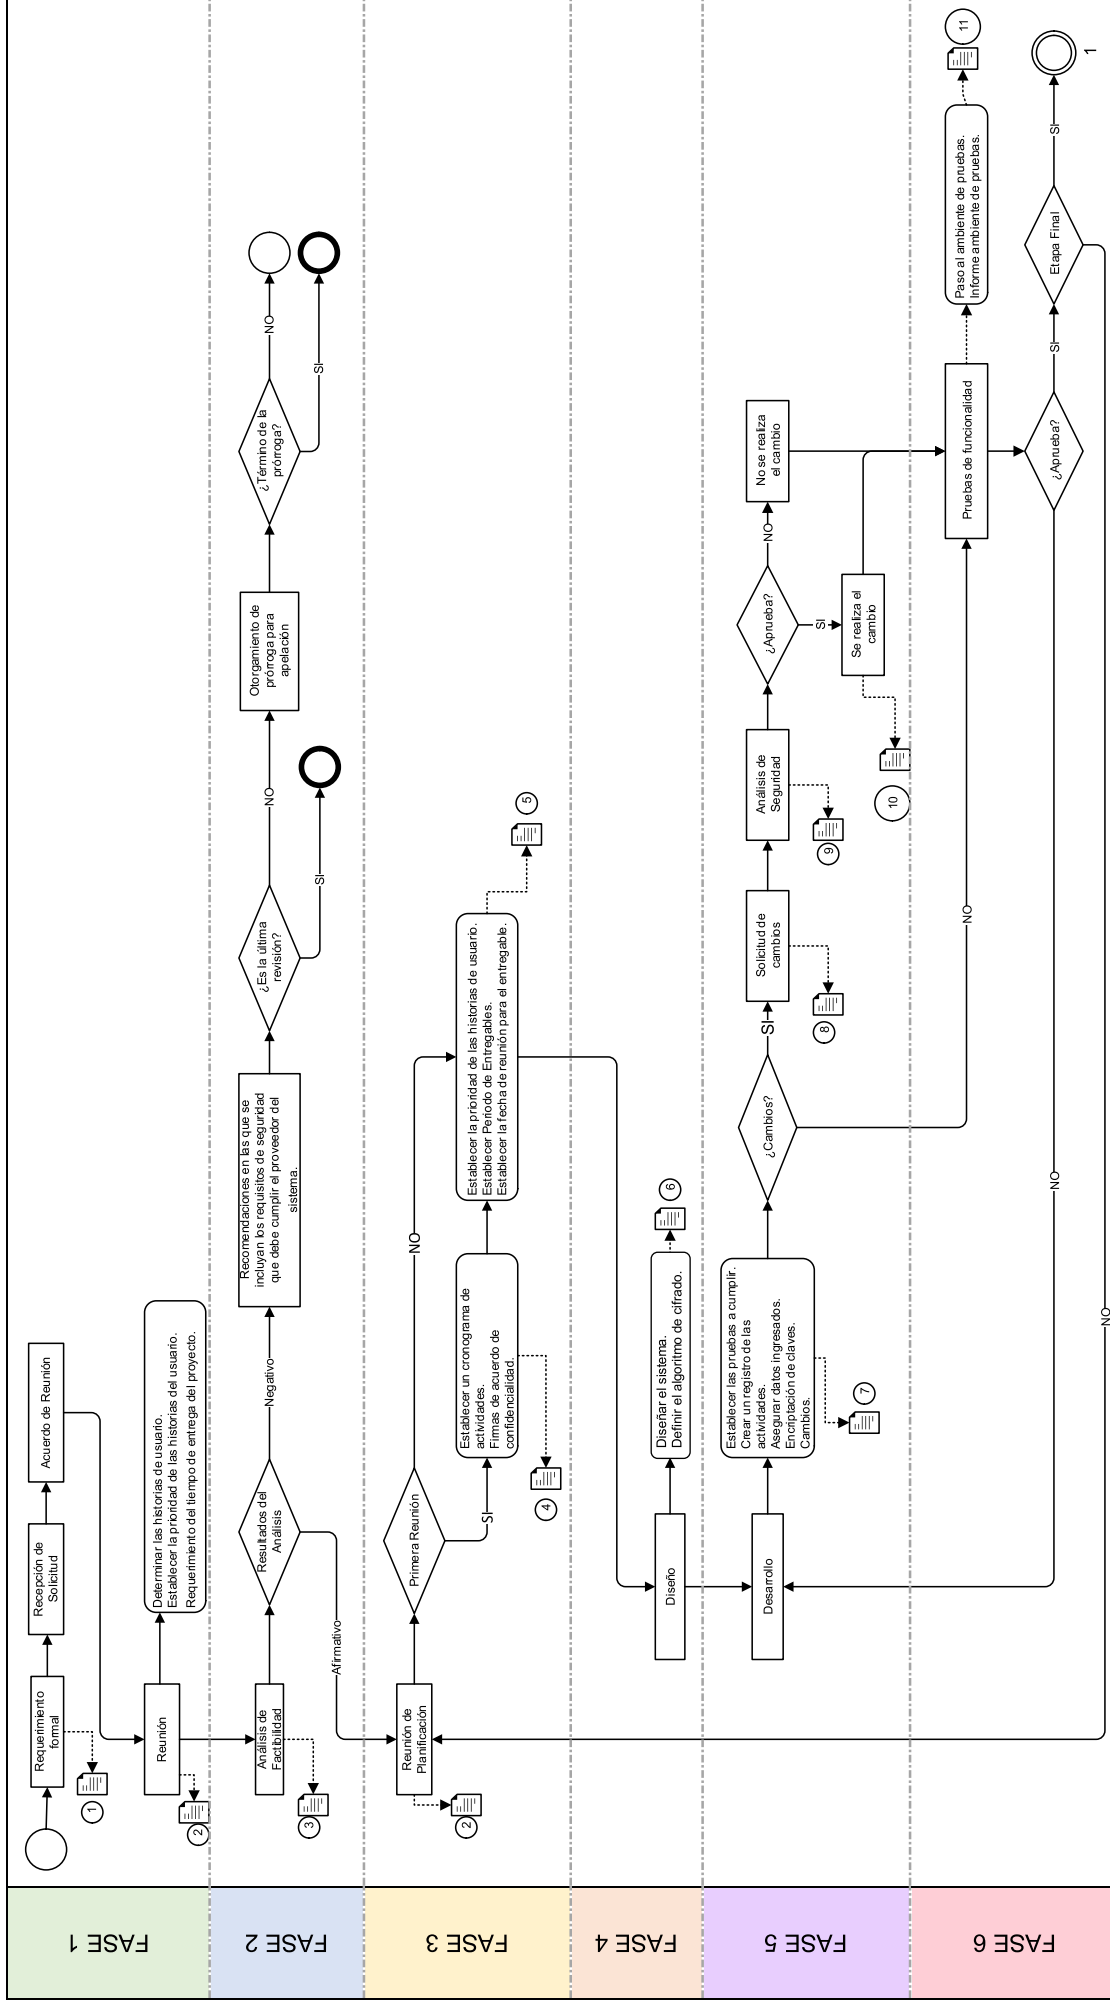 FASE 1
Requerimiento
formal
1
Recepción de
Solicitud
Acuerdo de Reunión
Reunión
2
Determinar las historias de usuario.
Establecer la prioridad de las historias del usuario.
Requerimiento del tiempo de entrega del proyecto.
FASE 2
Análisis de
Factibilidad
3
Resultados del
Análisis
Negativo
Afirmativo
Recomendaciones en las que se
incluyan los requisitos de seguridad
que debe cumplir el proveedor del
sistema.
¿Es la última
revisión?
NO
SI
Otorgamiento de
prórroga para
apelación
¿Término de la
prórroga?
NO
SI
FASE 3
Reunión de
Planificación
2
Primera Reunión
NO
SI
Establecer un cronograma de
actividades.
Firmas de acuerdo de
confidencialidad.
4
Establecer la prioridad de las historias de usuario.
Establecer Periodo de Entregables.
Establecer la fecha de reunión para el entregable.
5
FASE 4
Diseño
Diseñar el sistema.
Definir el algoritmo de cifrado.
6
FASE 5
Desarrollo
Establecer las pruebas a cumplir.
Crear un registro de las
actividades.
Asegurar datos ingresados.
Encriptación de claves.
Cambios.
7
¿Cambios?
SI
NO
Solicitud de
cambios
8
Análisis de
Seguridad
9
¿Aprueba?
NO
SI
No se realiza
el cambio
Se realiza el
cambio
10
FASE 6
Pruebas de funcionalidad
Paso al ambiente de pruebas.
Informe ambiente de pruebas.
11
¿Aprueba?
SI
NO
Etapa Final
SI
NO
1